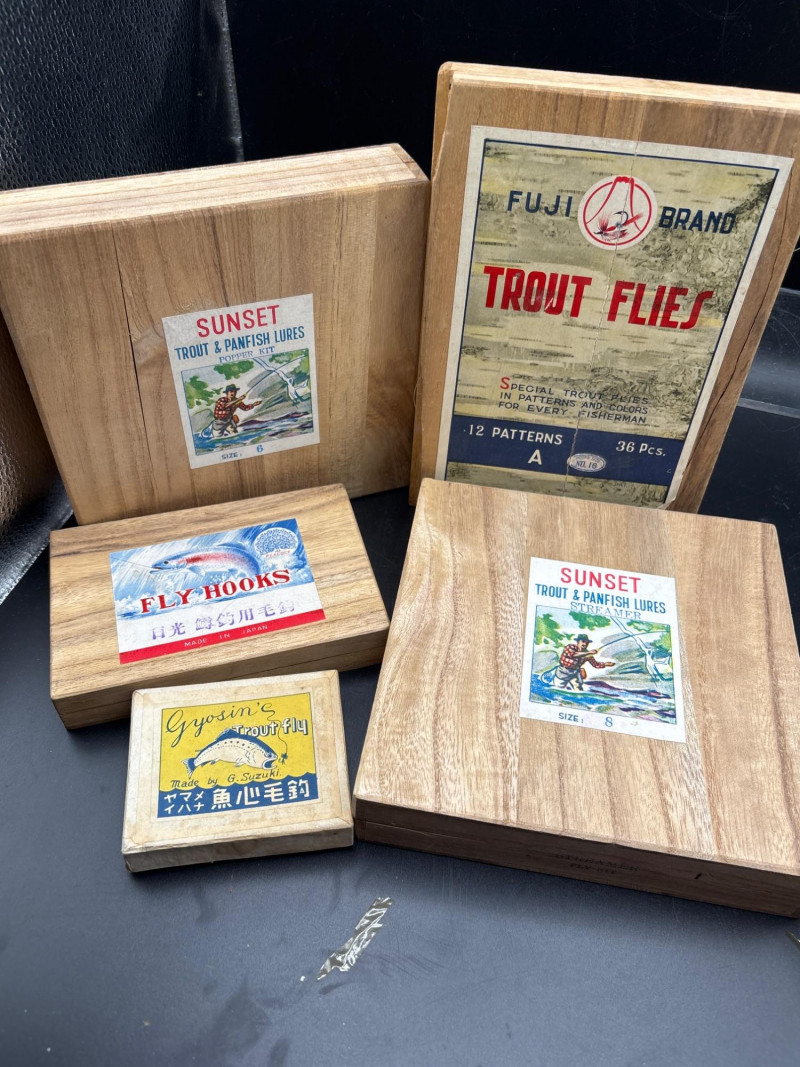 SUNSET
TROUT & PANFISH LURES
POPPER KIT
SIZE: 6
FUJI BRAND
TROUT FLIES
SPECIAL TROUT FLIES
IN PATTERNS AND COLORS
FOR EVERY FISHERMAN
12 PATTERNS
36 Pcs.
A
NO. 16
FLY HOOKS
日光 鱒釣用毛鈎
MADE IN JAPAN
SUNSET
TROUT & PANFISH LURES
STREAMER
SIZE: 8
Gyosin's
Trout fly
Made by G. Suzuki.
ヤマメ
イハナ
魚心毛鈎